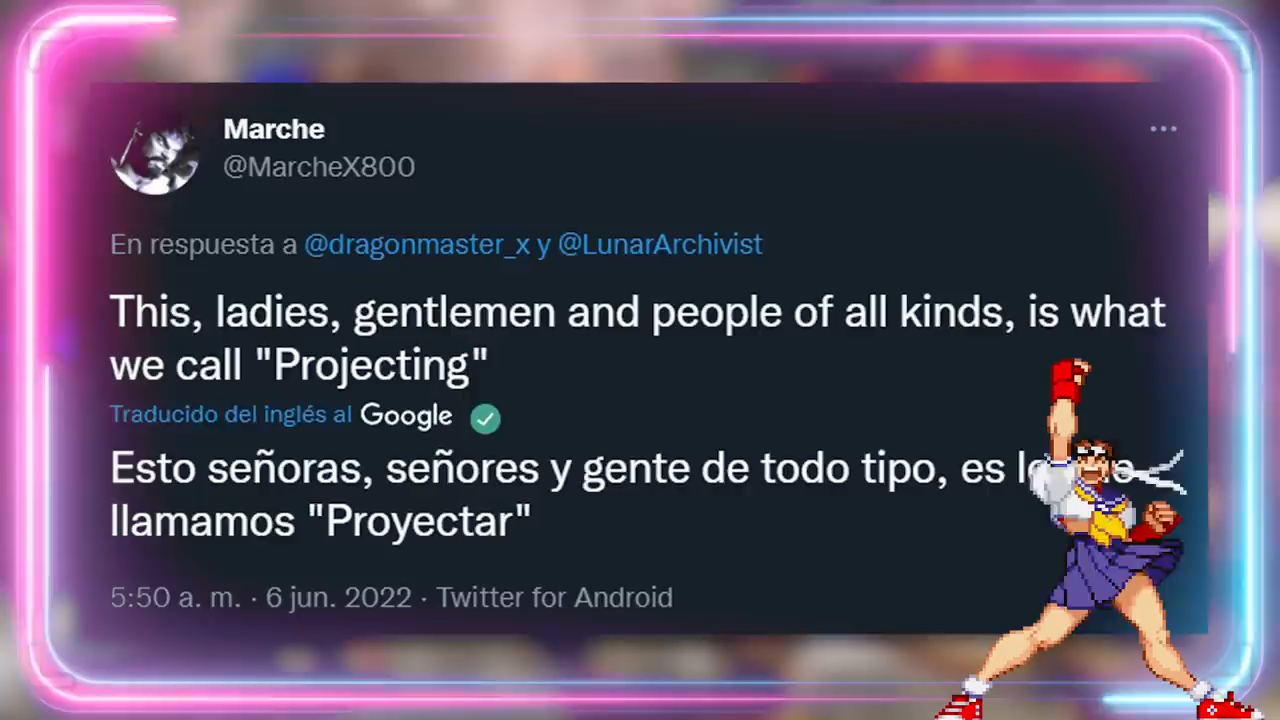 Marche
@MarcheX800
En respuesta a @dragonmaster_x y @LunarArchivist
This, ladies, gentlemen and people of all kinds, is what
we call "Projecting"
Traducido del inglés al Google
Esto señoras, señores y gente de todo tipo, es
llamamos "Proyectar"
5:50 a. m. · 6 jun. 2022 · Twitter for Android